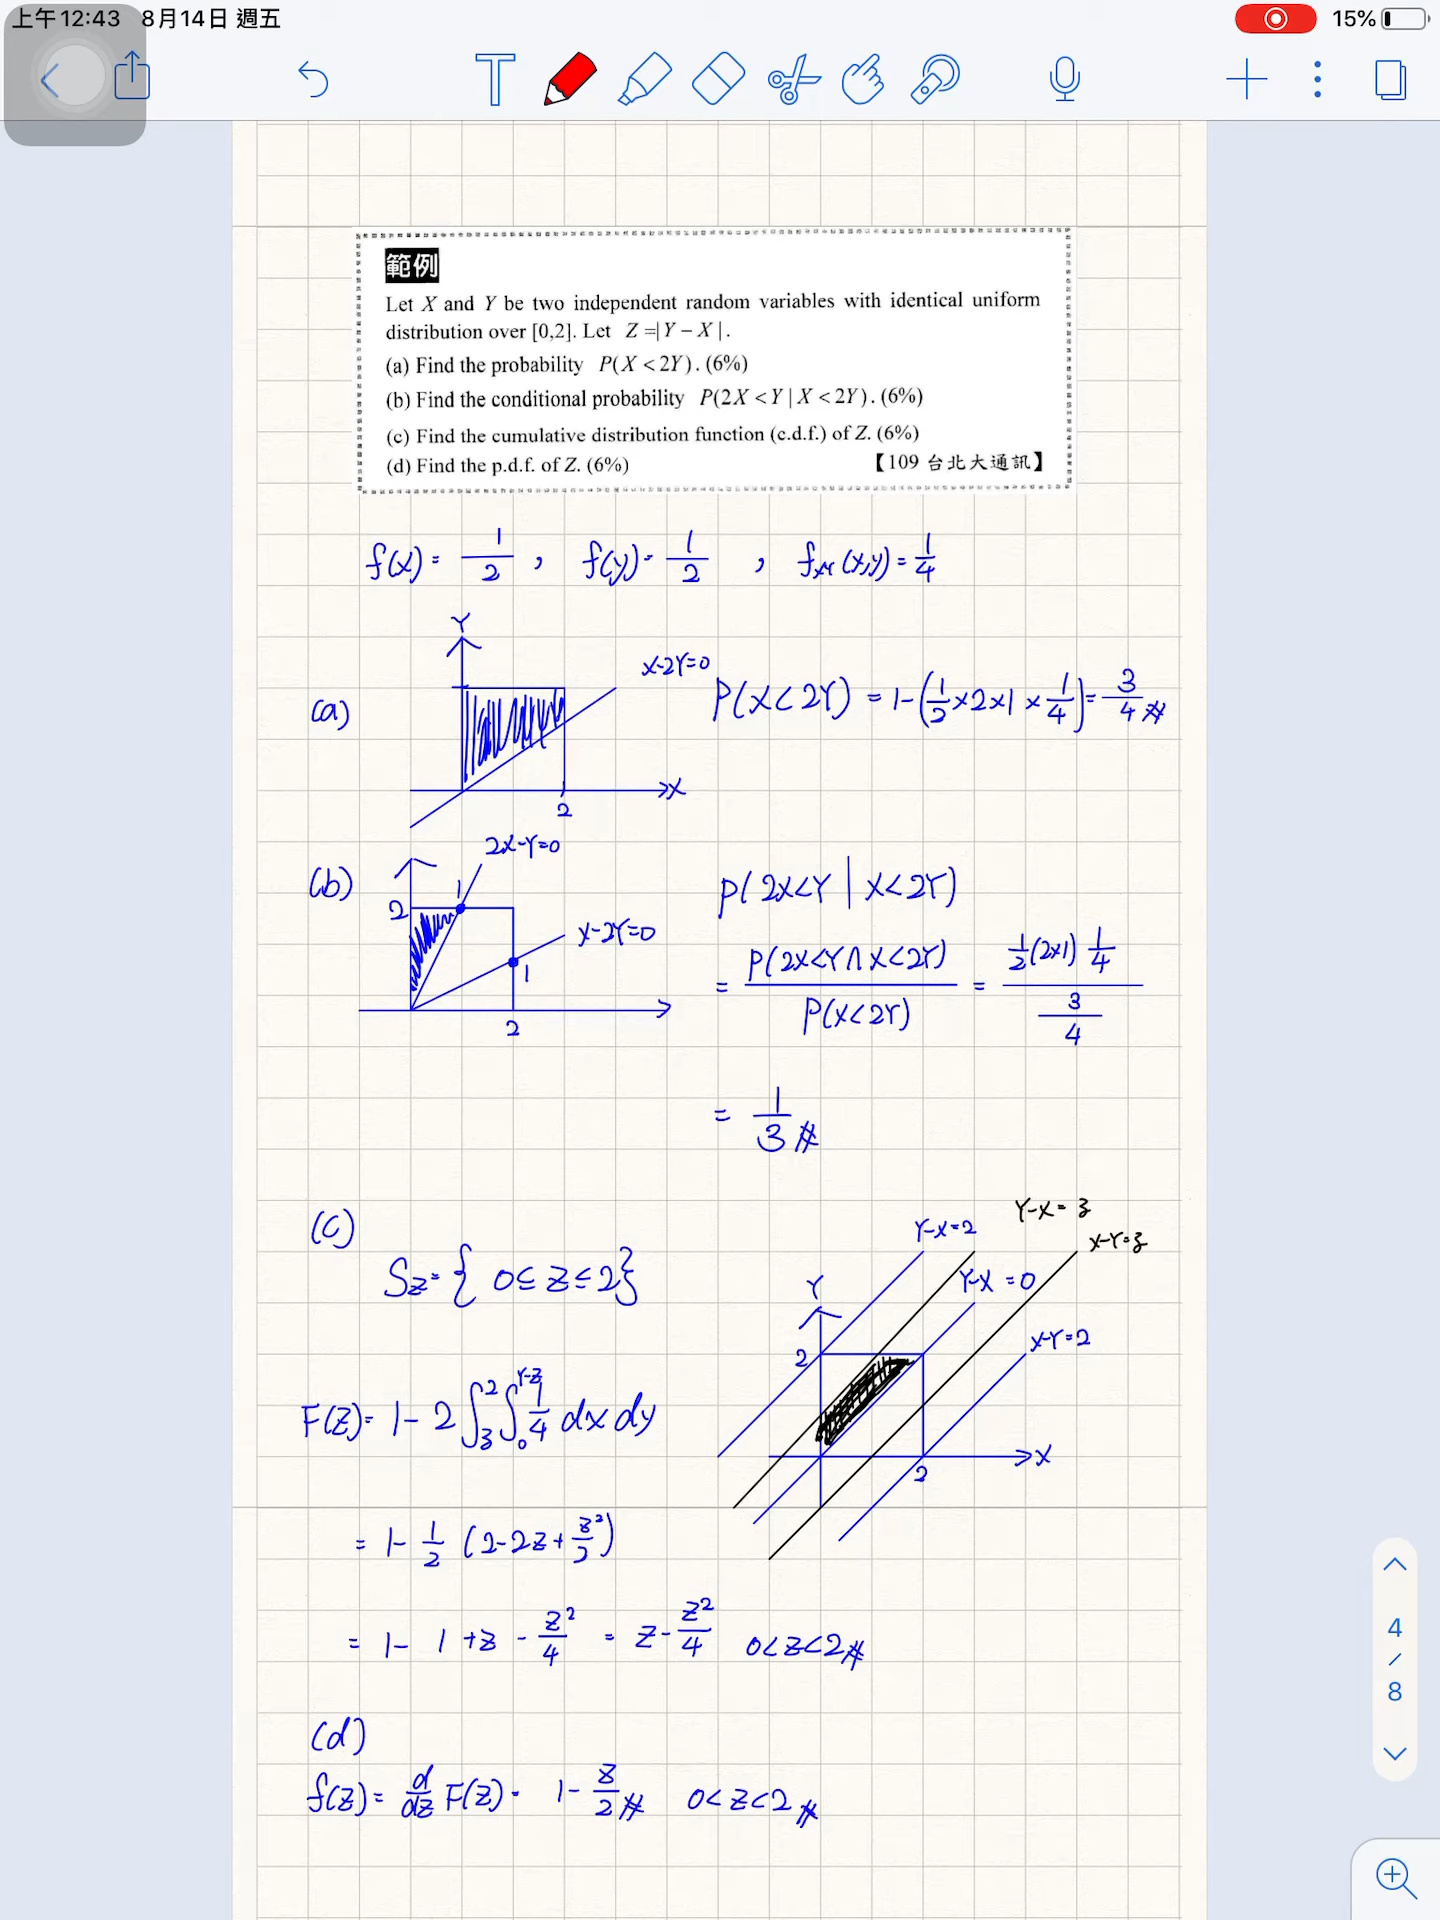 上午12:43 8月14日 週五
15%
範例
Let X and Y be two independent random variables with identical uniform
distribution over [0,2]. Let Z =|Y − X|.
(a) Find the probability P(X < 2Y). (6%)
(b) Find the conditional probability P(2X < Y | X < 2Y). (6%)
(c) Find the cumulative distribution function (c.d.f.) of Z. (6%)
(d) Find the p.d.f. of Z. (6%) 【109 台北大通訊】
f(x) = 1/2 , f(y) = 1/2 , fXY(x,y) = 1/4
(a)
Y
X-2Y=0
X
2
P(X<2Y) = 1-(1/2×2×1×1/4) = 3/4 #
(b)
2X-Y=0
1
2
X-2Y=0
1
2
P(2X<Y | X<2Y)
= P(2X<Y∩X<2Y) / P(X<2Y) = 1/2(2×1) 1/4 / 3/4
= 1/3 #
(c)
Sz = { 0≤z≤2}
Y-X=2
Y-X=z
X-Y=z
Y-X=0
X-Y=2
Y
2
X
2
F(z) = 1-2∫z^2∫0^Y-z 1/4 dx dy
= 1- 1/2 (2-2z+z²/2)
= 1- 1 +z - z²/4 = z - z²/4 0<z<2 #
(d)
f(z) = d/dz F(z) = 1- z/2 # 0<z<2 #
4
/
8